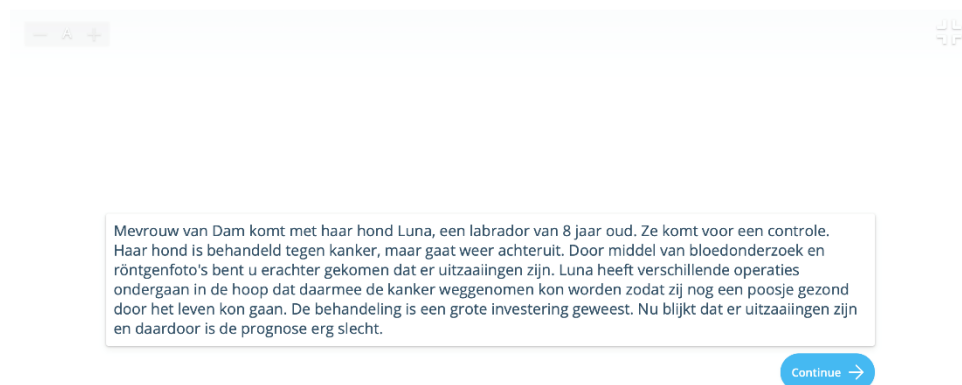 A
Mevrouw van Dam komt met haar hond Luna, een labrador van 8 jaar oud. Ze komt voor een controle.
Haar hond is behandeld tegen kanker, maar gaat weer achteruit. Door middel van bloedonderzoek en
röntgenfoto's bent u erachter gekomen dat er uitzaaiingen zijn. Luna heeft verschillende operaties
ondergaan in de hoop dat daarmee de kanker weggenomen kon worden zodat zij nog een poosje gezond
door het leven kon gaan. De behandeling is een grote investering geweest. Nu blijkt dat er uitzaaiingen zijn
en daardoor is de prognose erg slecht.
Continue